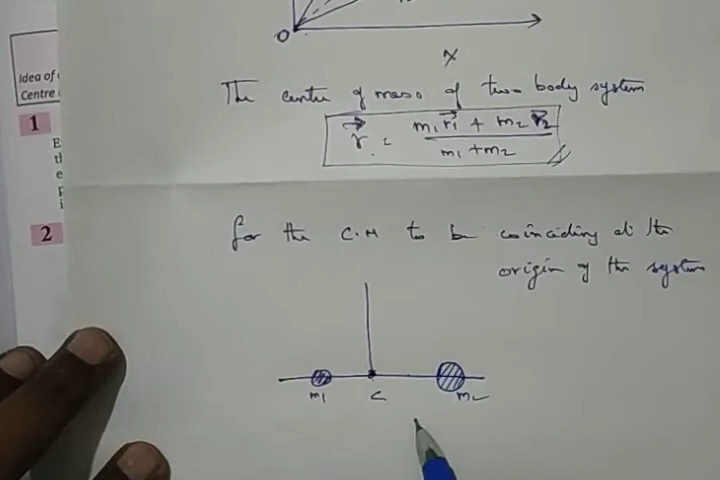 O
X
The centre of mass of two body system
r⃗ = (m₁r₁⃗ + m₂r₂⃗) / (m₁ + m₂)
for the C.M to be coinciding at the
origin of the system
m₁ C m₂
Idea of
Centre
1
E
th
e
2